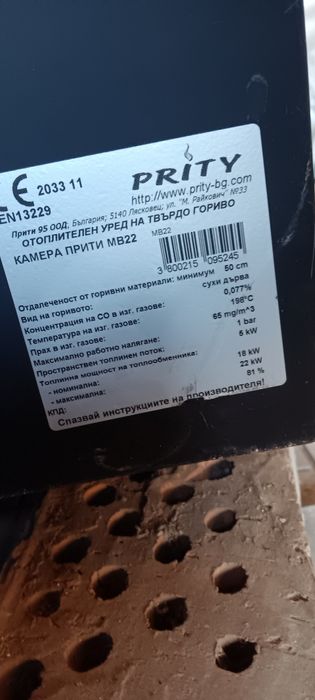 CE 2033 11
EN13229
PRITY
http://www.prity-bg.com
Прити 95 ООД, България; 5140 Лясковец; ул. "М. Райкович" №33
ОТОПЛИТЕЛЕН УРЕД НА ТВЪРДО ГОРИВО
КАМЕРА ПРИТИ MB22
MB22
3 800215 095245
Отдалеченост от горивни материали: минимум 50 cm
Вид на горивото: сухи дърва
Концентрация на CO в изг. газове: 0,077%
Температура на изг. газове: 198°C
Прах в изг. газове: 55 mg/m^3
Максимално работно налягане: 1 bar
Пространствен топлинен поток: 5 kW
Топлинна мощност на топлообменника:
- номинална: 18 kW
- максимална: 22 kW
КПД: 81 %
Спазвай инструкциите на производителя!